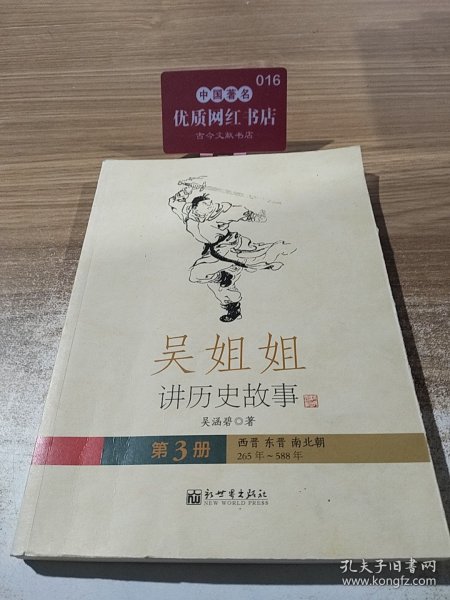 016
中国著名
优质网红书店
古今文献书店
吴姐姐
讲历史故事
吴涵碧◎著
第3册
西晋 东晋 南北朝
265年~588年
新世界出版社
NEW WORLD PRESS
孔夫子旧书网
www.kongfz.com